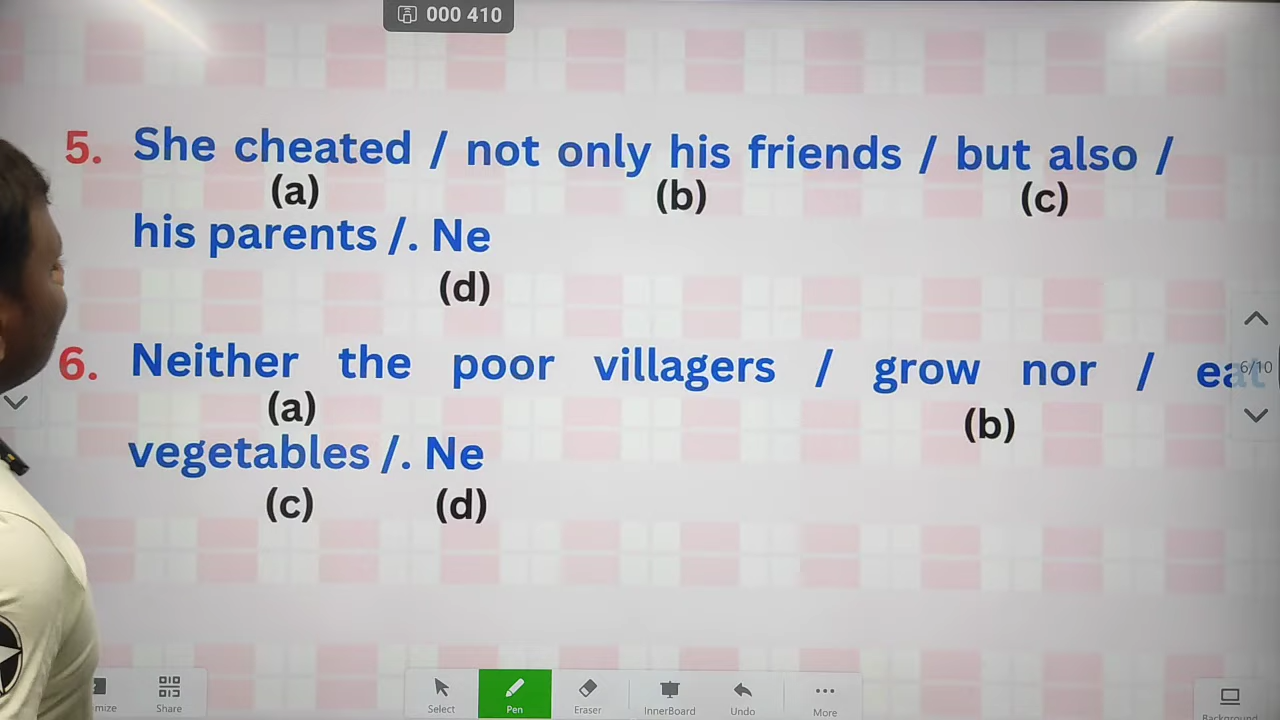 000 410
5. She cheated / not only his friends / but also /
(a) (b) (c)
his parents /. Ne
(d)
6. Neither the poor villagers / grow nor / eat
6/10
(a) (b)
vegetables /. Ne
(c) (d)
Share
Select
Pen
Eraser
InnerBoard
Undo
More